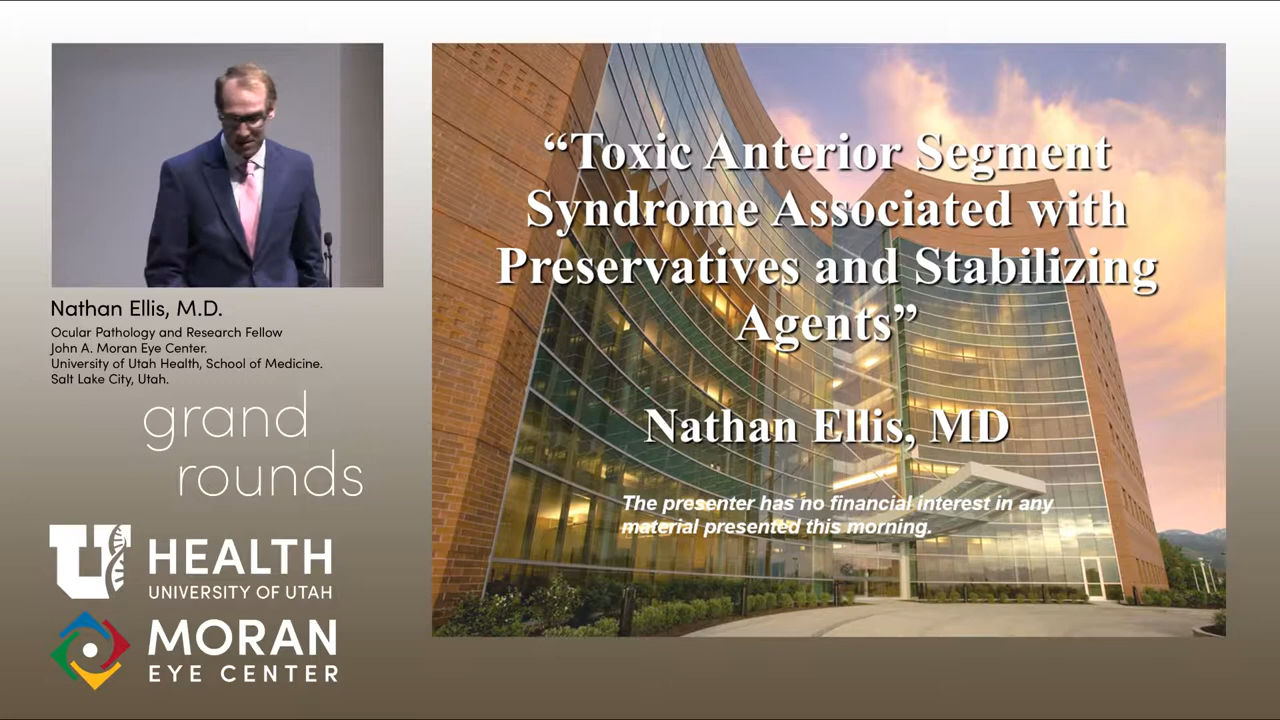 Nathan Ellis, M.D.
Ocular Pathology and Research Fellow
John A. Moran Eye Center.
University of Utah Health, School of Medicine.
Salt Lake City, Utah.
grand
rounds
U HEALTH
UNIVERSITY OF UTAH
MORAN
EYE CENTER
“Toxic Anterior Segment
Syndrome Associated with
Preservatives and Stabilizing
Agents”
Nathan Ellis, MD
The presenter has no financial interest in any
material presented this morning.